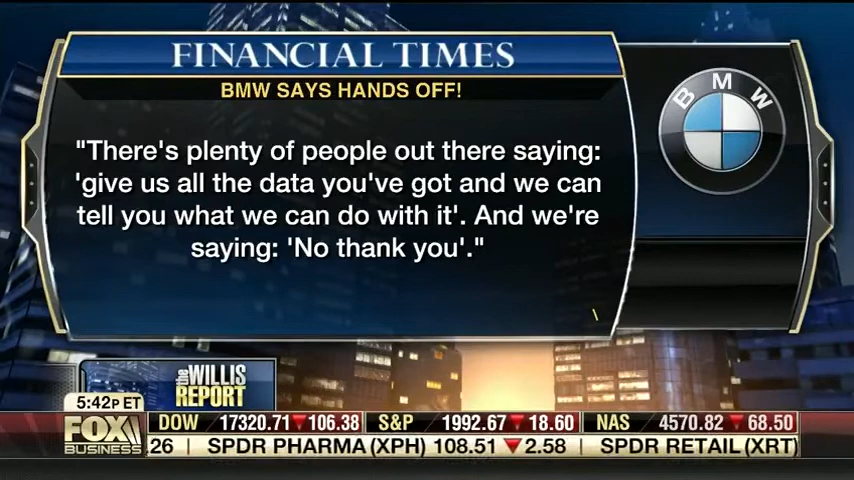 FINANCIAL TIMES
BMW SAYS HANDS OFF!
BMW
"There's plenty of people out there saying:
'give us all the data you've got and we can
tell you what we can do with it'. And we're
saying: 'No thank you'."
the WILLIS
REPORT
5:42P ET
FOX
BUSINESS
DOW 17320.71 ▼ 106.38 S&P 1992.67 ▼ 18.60 NAS 4570.82 ▼ 68.50
.26 SPDR PHARMA (XPH) 108.51 ▼ 2.58 SPDR RETAIL (XRT)